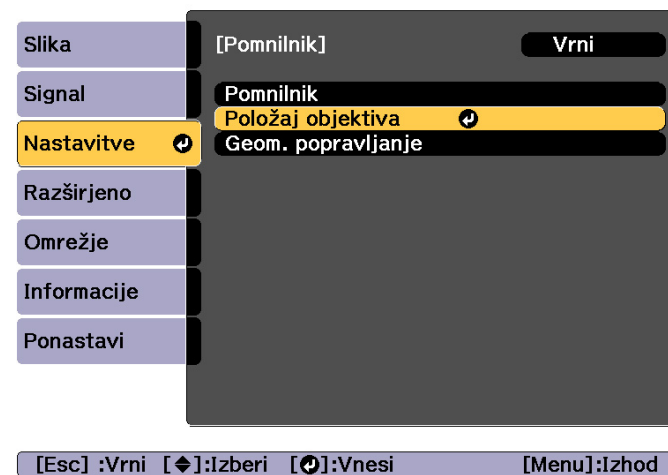 Slika
Signal
Nastavitve
Razširjeno
Omrežje
Informacije
Ponastavi
[Pomnilnik] Vrni
Pomnilnik
Položaj objektiva
Geom. popravljanje
[Esc] :Vrni [◆]:Izberi [⏎]:Vnesi [Menu]:Izhod